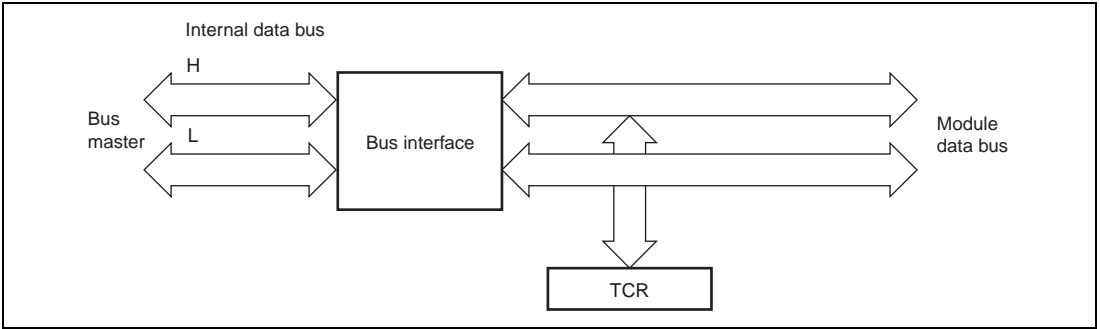 Internal data bus
H
Bus
master
L
Bus interface
Module
data bus
TCR